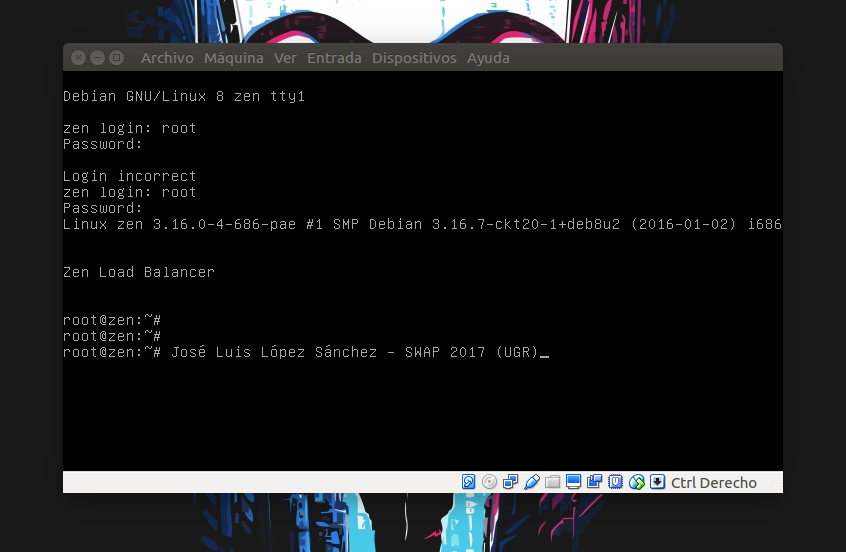 Archivo Máquina Ver Entrada Dispositivos Ayuda
Debian GNU/Linux 8 zen tty1
zen login: root
Password:
Login incorrect
zen login: root
Password:
Linux zen 3.16.0-4-686-pae #1 SMP Debian 3.16.7-ckt20-1+deb8u2 (2016-01-02) i686
Zen Load Balancer
root@zen:~#
root@zen:~#
root@zen:~# José Luis López Sánchez - SWAP 2017 (UGR)_
Ctrl Derecho